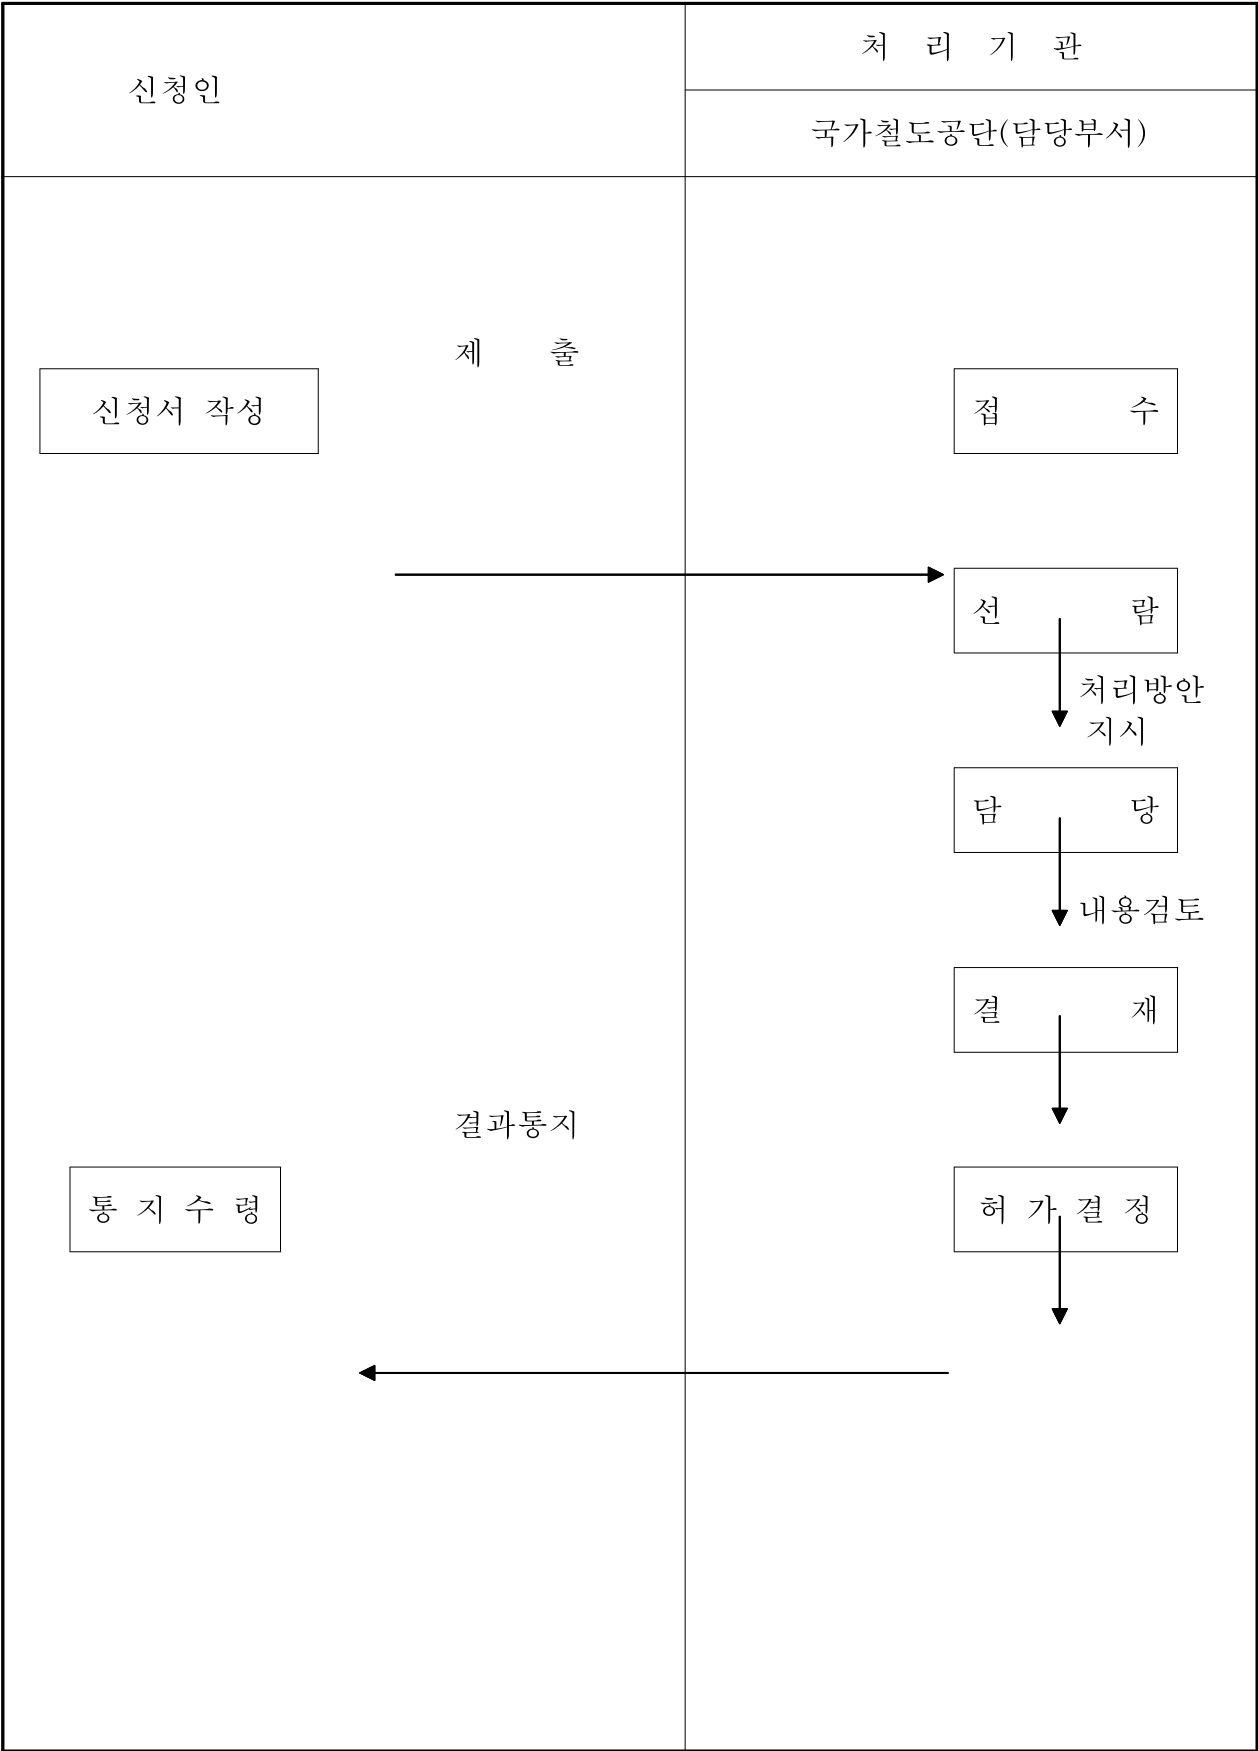 신청인
처 리 기 관
국가철도공단(담당부서)
제 출
신청서 작성
접 수
선 람
처리방안
지시
담 당
내용검토
결 재
결과통지
통 지 수 령
허 가 결 정